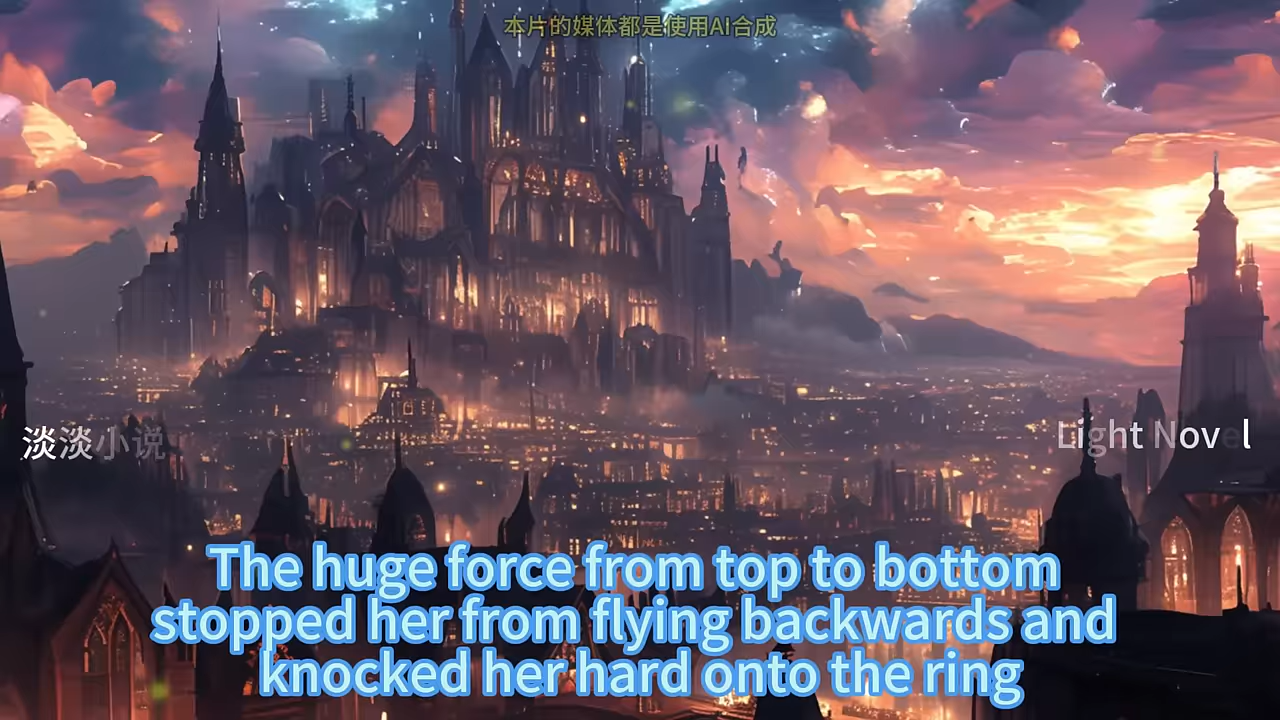 本片的媒体都是使用AI合成
淡淡小说
Light Novel
The huge force from top to bottom
stopped her from flying backwards and
knocked her hard onto the ring